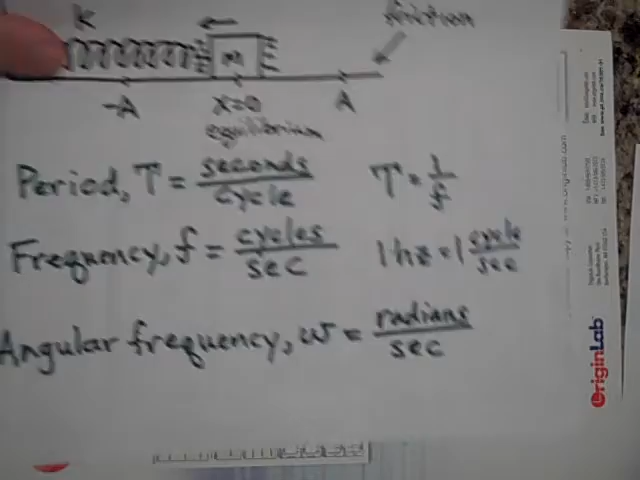 K
friction
M
-A
x=0
A
equilibrium
Period, T = seconds/cycle
T = 1/f
Frequency, f = cycles/sec
1 hz = 1 cycle/sec
Angular frequency, ω = radians/sec
OriginLab